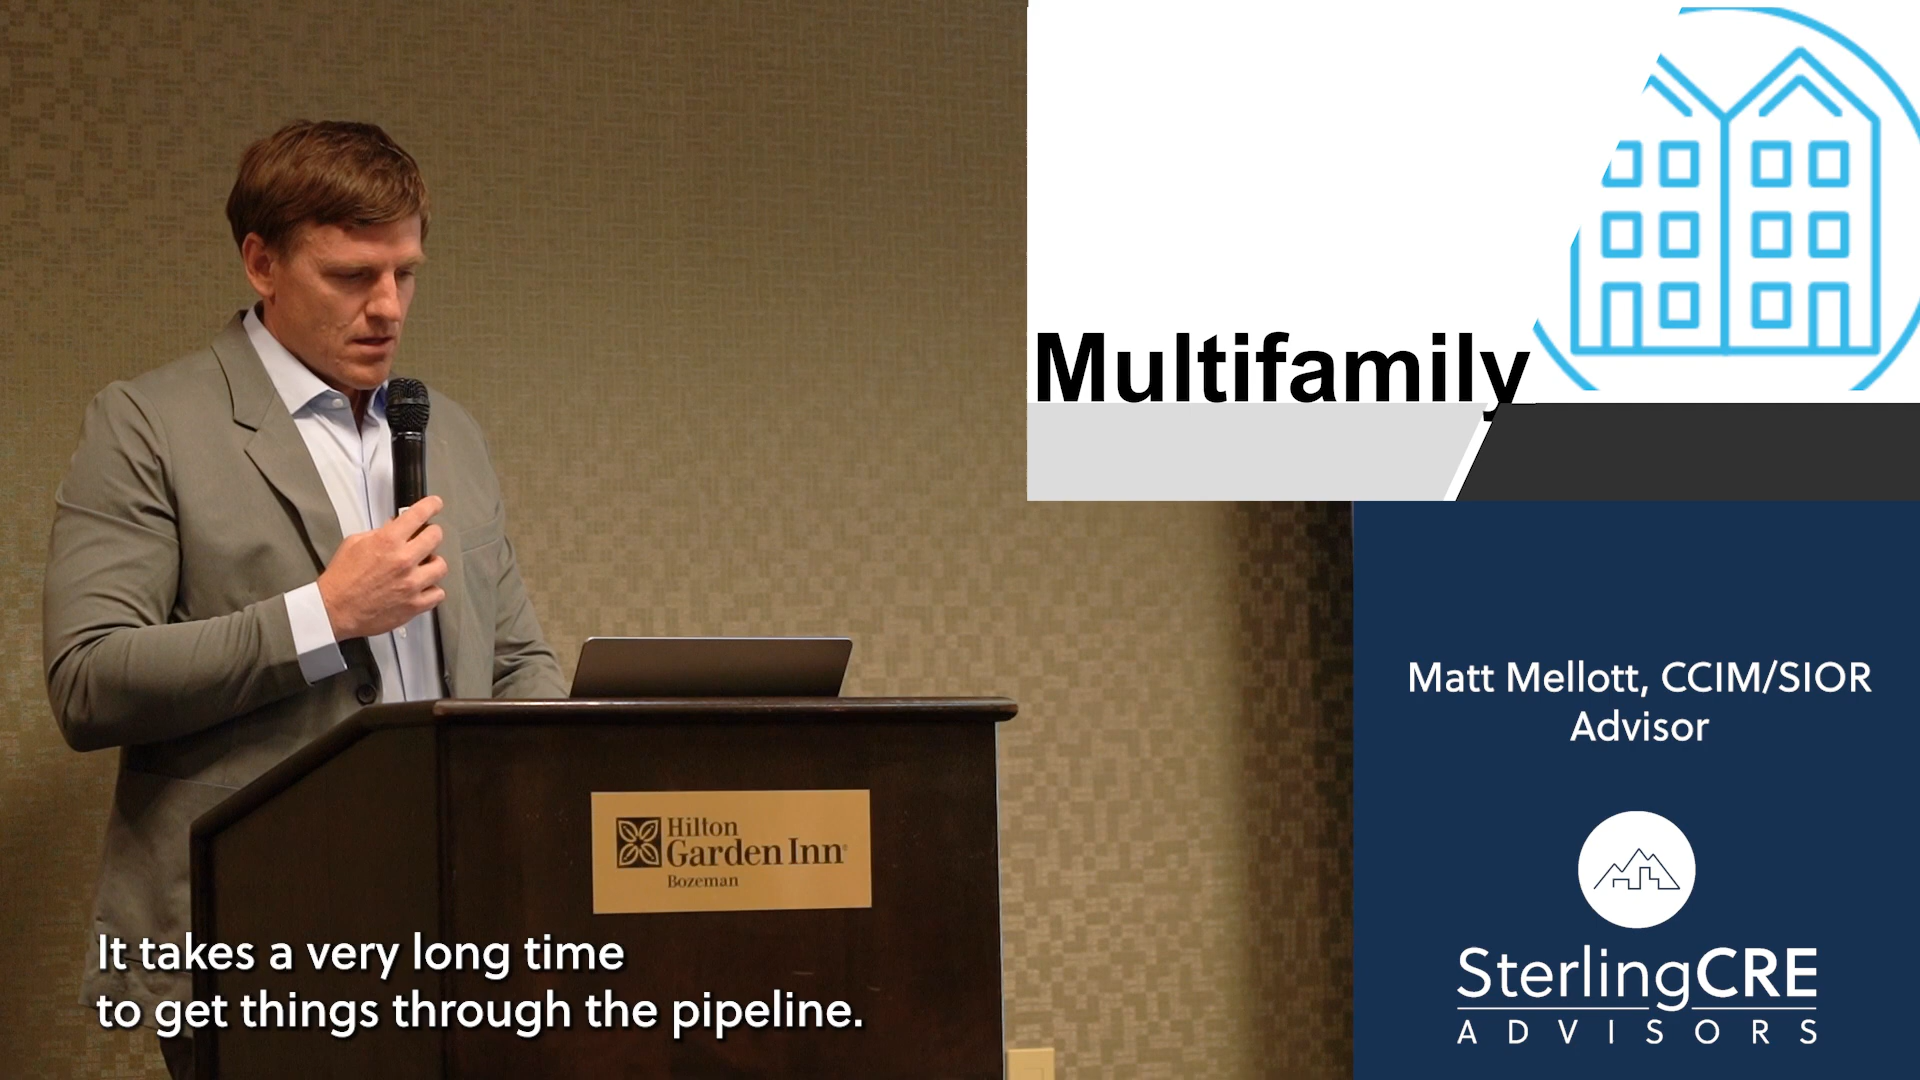 Multifamily
Matt Mellott, CCIM/SIOR
Advisor
Hilton
Garden Inn
Bozeman
It takes a very long time
to get things through the pipeline.
SterlingCRE
ADVISORS